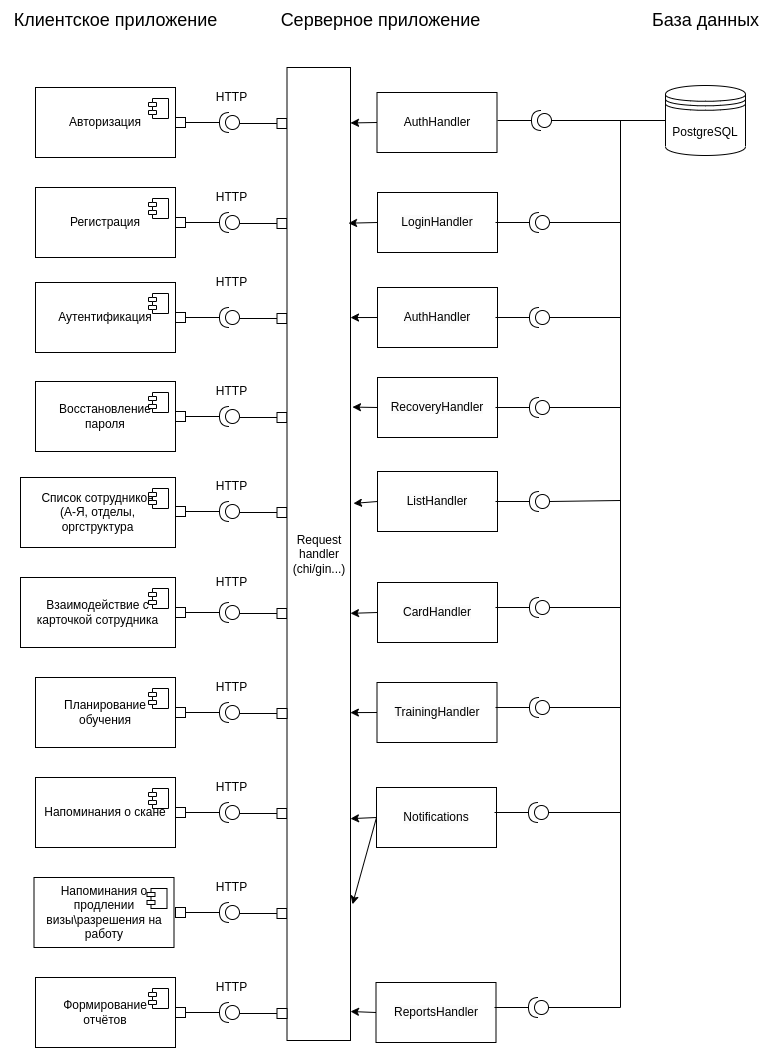 Клиентское приложение
Серверное приложение
База данных
Авторизация
HTTP
AuthHandler
PostgreSQL
Регистрация
HTTP
LoginHandler
Аутентификация
HTTP
AuthHandler
Восстановление
пароля
HTTP
RecoveryHandler
Список сотрудников
(А-Я, отделы,
оргструктура
HTTP
ListHandler
Request
handler
(chi/gin...)
Взаимодействие с
карточкой сотрудника
HTTP
CardHandler
Планирование
обучения
HTTP
TrainingHandler
Напоминания о скане
HTTP
Notifications
Напоминания о
продлении
визы\разрешения на
работу
HTTP
Формирование
отчётов
HTTP
ReportsHandler